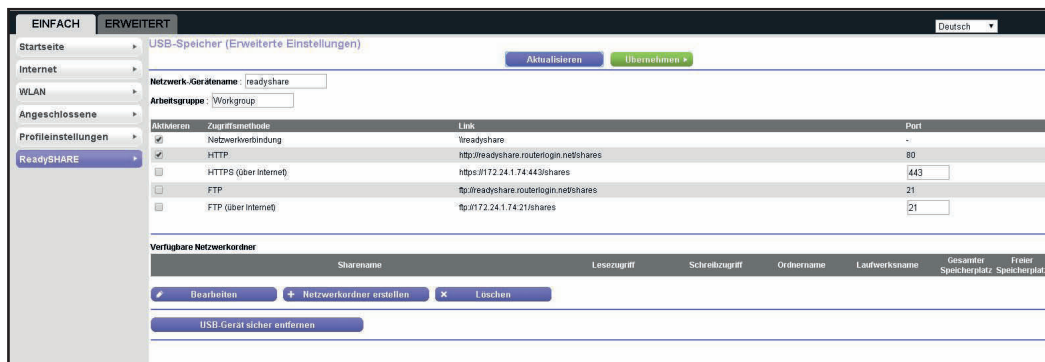 EINFACH ERWEITERT
Deutsch
Startseite
Internet
WLAN
Angeschlossene
Profileinstellungen
ReadySHARE
USB-Speicher (Erweiterte Einstellungen)
Aktualisieren Übernehmen
Netzwerk-/Gerätename : readyshare
Arbeitsgruppe : Workgroup
Aktivieren Zugriffsmethode Link Port
Netzwerkverbindung \\readyshare -
HTTP http://readyshare.routerlogin.net/shares 80
HTTPS (über Internet) https://172.24.1.74:443/shares 443
FTP ftp://readyshare.routerlogin.net/shares 21
FTP (über Internet) ftp://172.24.1.74:21/shares 21
Verfügbare Netzwerkordner
Sharename Lesezugriff Schreibzugriff Ordnername Laufwerksname Gesamter Speicherplatz Freier Speicherplatz
Bearbeiten + Netzwerkordner erstellen × Löschen
USB-Gerät sicher entfernen